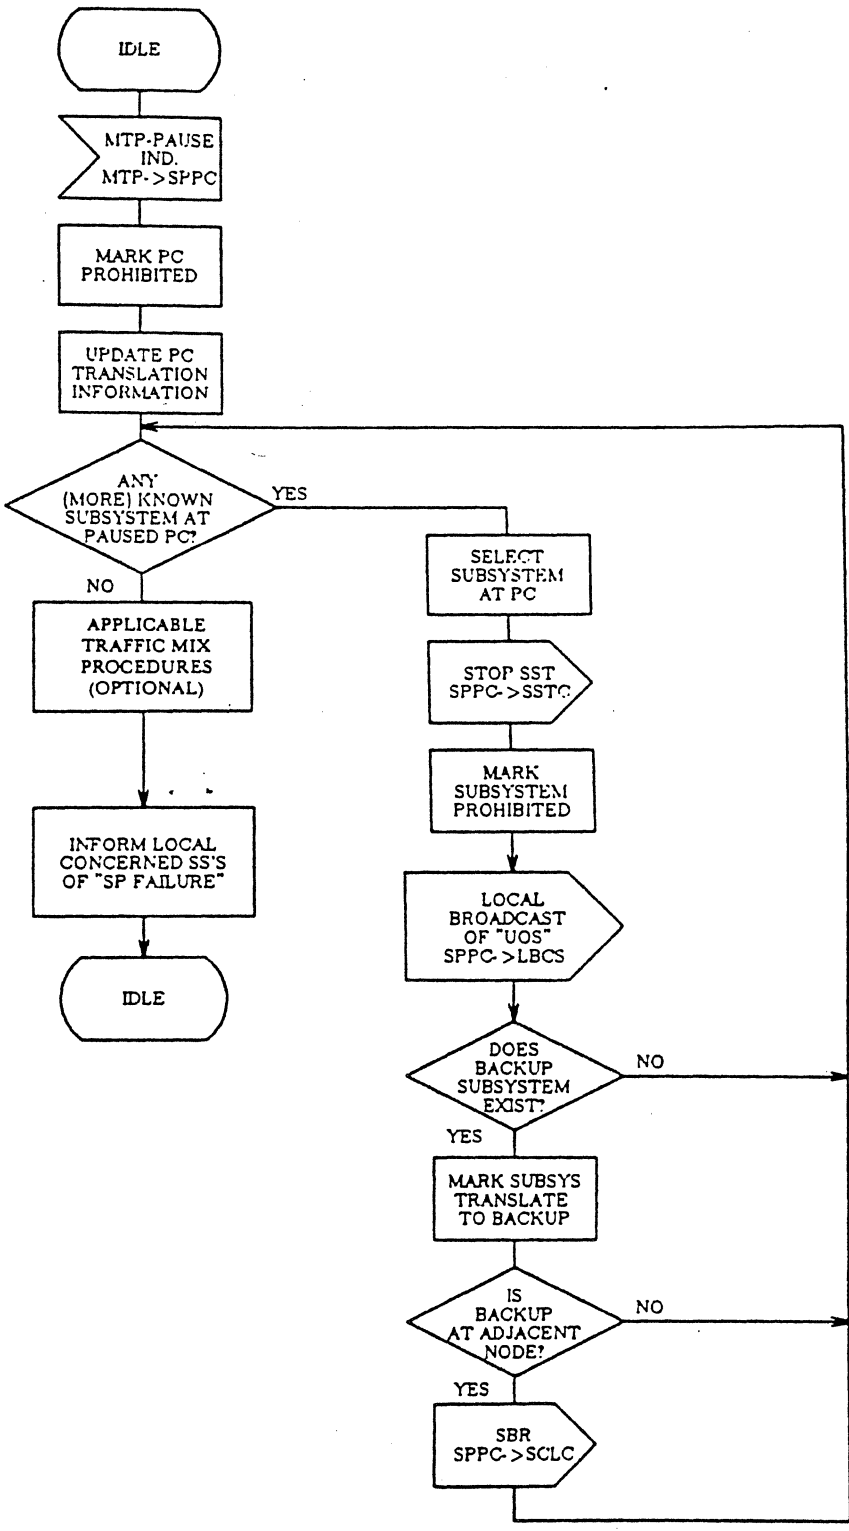 IDLE
MTP-PAUSE
IND.
MTP->SPPC
MARK PC
PROHIBITED
UPDATE PC
TRANSLATION
INFORMATION
ANY
(MORE) KNOWN
SUBSYSTEM AT
PAUSED PC?
YES
NO
APPLICABLE
TRAFFIC MIX
PROCEDURES
(OPTIONAL)
INFORM LOCAL
CONCERNED SS'S
OF "SP FAILURE"
IDLE
SELECT
SUBSYSTEM
AT PC
STOP SST
SPPC->SSTC
MARK
SUBSYSTEM
PROHIBITED
LOCAL
BROADCAST
OF "UOS"
SPPC->LBCS
DOES
BACKUP
SUBSYSTEM
EXIST?
NO
YES
MARK SUBSYS
TRANSLATE
TO BACKUP
IS
BACKUP
AT ADJACENT
NODE?
NO
YES
SBR
SPPC->SCLC